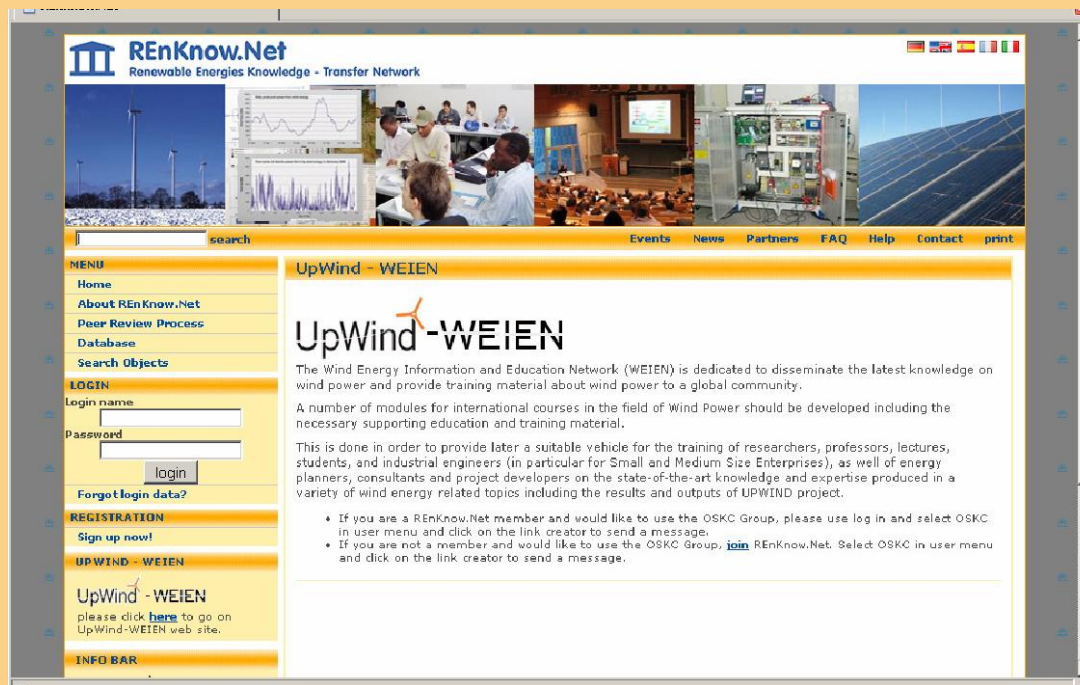 REnKnow.Net
Renewable Energies Knowledge - Transfer Network
search
Events News Partners FAQ Help Contact print
MENU
Home
About REnKnow.Net
Peer Review Process
Database
Search Objects
LOGIN
Login name
Password
login
Forgot login data?
REGISTRATION
Sign up now!
UPWIND - WEIEN
UpWind - WEIEN
please click here to go on
UpWind-WEIEN web site.
INFO BAR
UpWind - WEIEN
UpWind -WEIEN
The Wind Energy Information and Education Network (WEIEN) is dedicated to disseminate the latest knowledge on
wind power and provide training material about wind power to a global community.
A number of modules for international courses in the field of Wind Power should be developed including the
necessary supporting education and training material.
This is done in order to provide later a suitable vehicle for the training of researchers, professors, lectures,
students, and industrial engineers (in particular for Small and Medium Size Enterprises), as well of energy
planners, consultants and project developers on the state-of-the-art knowledge and expertise produced in a
variety of wind energy related topics including the results and outputs of UPWIND project.
• If you are a REnKnow.Net member and would like to use the OSKC Group, please use log in and select OSKC
in user menu and click on the link creator to send a message.
• If you are not a member and would like to use the OSKC Group, join REnKnow.Net. Select OSKC in user menu
and click on the link creator to send a message.